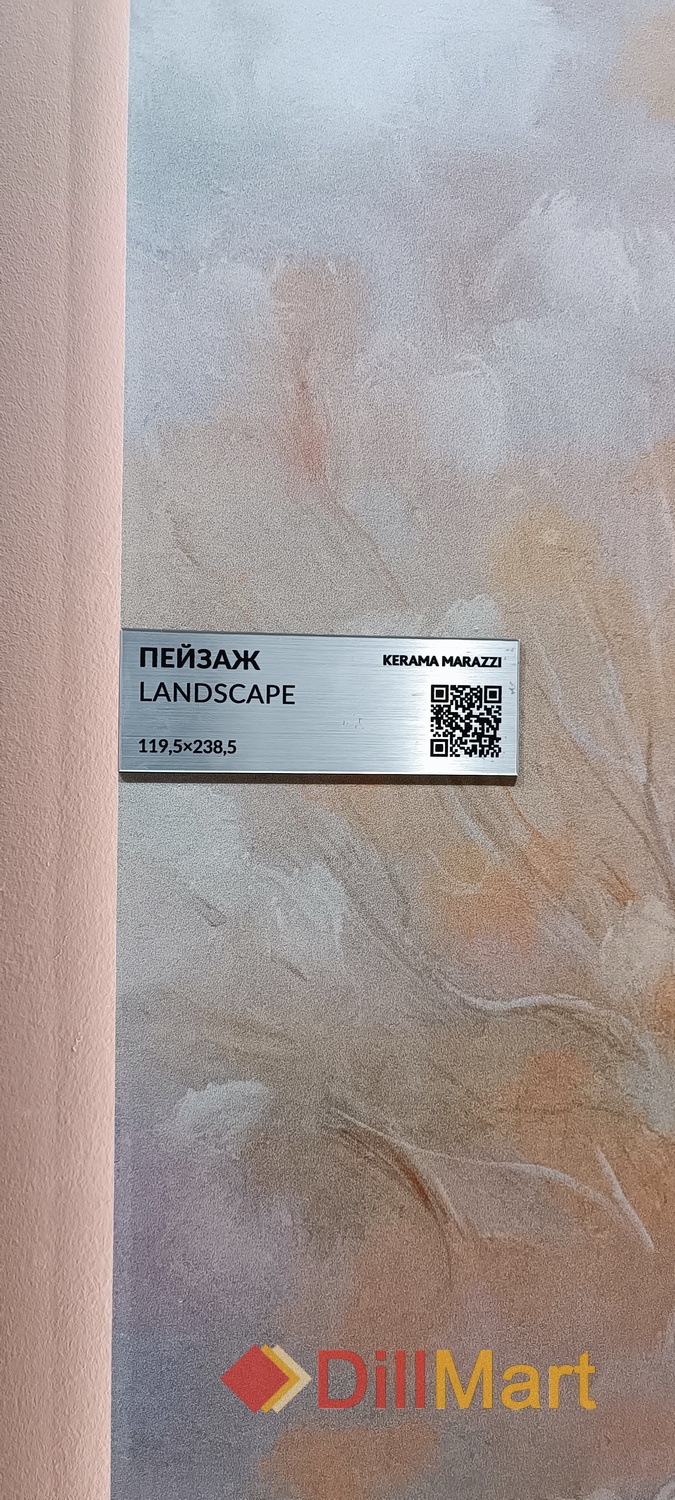 ПЕЙЗАЖ
KERAMA MARAZZI
LANDSCAPE
119,5×238,5
DillMart